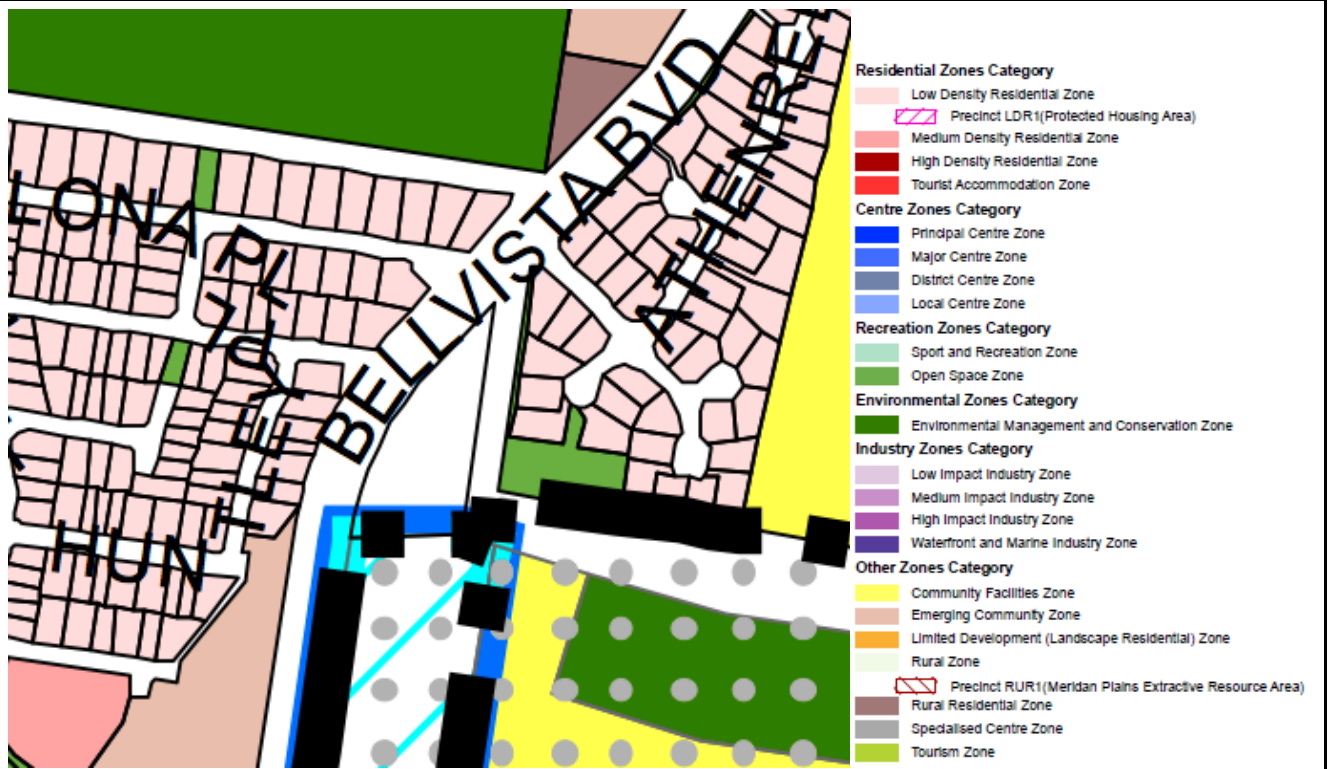 LONA PL
BELLVISTA BVD
ATHENRE
HUN
TLEY PL
Residential Zones Category
Low Density Residential Zone
Precinct LDR1(Protected Housing Area)
Medium Density Residential Zone
High Density Residential Zone
Tourist Accommodation Zone
Centre Zones Category
Principal Centre Zone
Major Centre Zone
District Centre Zone
Local Centre Zone
Recreation Zones Category
Sport and Recreation Zone
Open Space Zone
Environmental Zones Category
Environmental Management and Conservation Zone
Industry Zones Category
Low Impact Industry Zone
Medium Impact Industry Zone
High Impact Industry Zone
Waterfront and Marine Industry Zone
Other Zones Category
Community Facilities Zone
Emerging Community Zone
Limited Development (Landscape Residential) Zone
Rural Zone
Precinct RUR1(Meridan Plains Extractive Resource Area)
Rural Residential Zone
Specialised Centre Zone
Tourism Zone